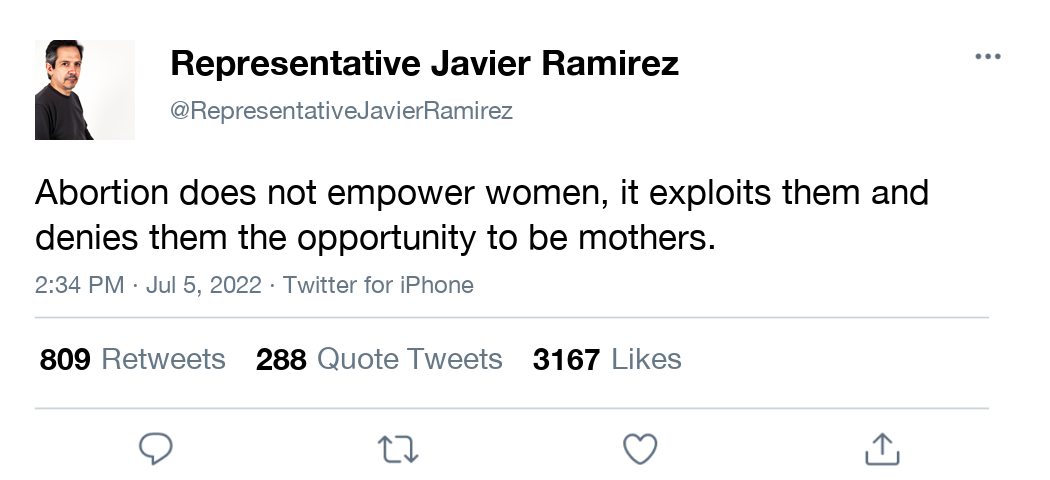 Representative Javier Ramirez
@RepresentativeJavierRamirez
Abortion does not empower women, it exploits them and
denies them the opportunity to be mothers.
2:34 PM · Jul 5, 2022 · Twitter for iPhone
809 Retweets 288 Quote Tweets 3167 Likes